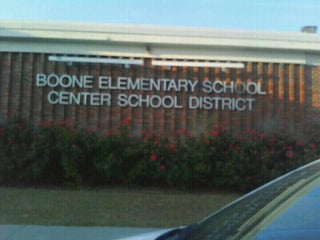 BOONE ELEMENTARY SCHOOL
CENTER SCHOOL DISTRICT